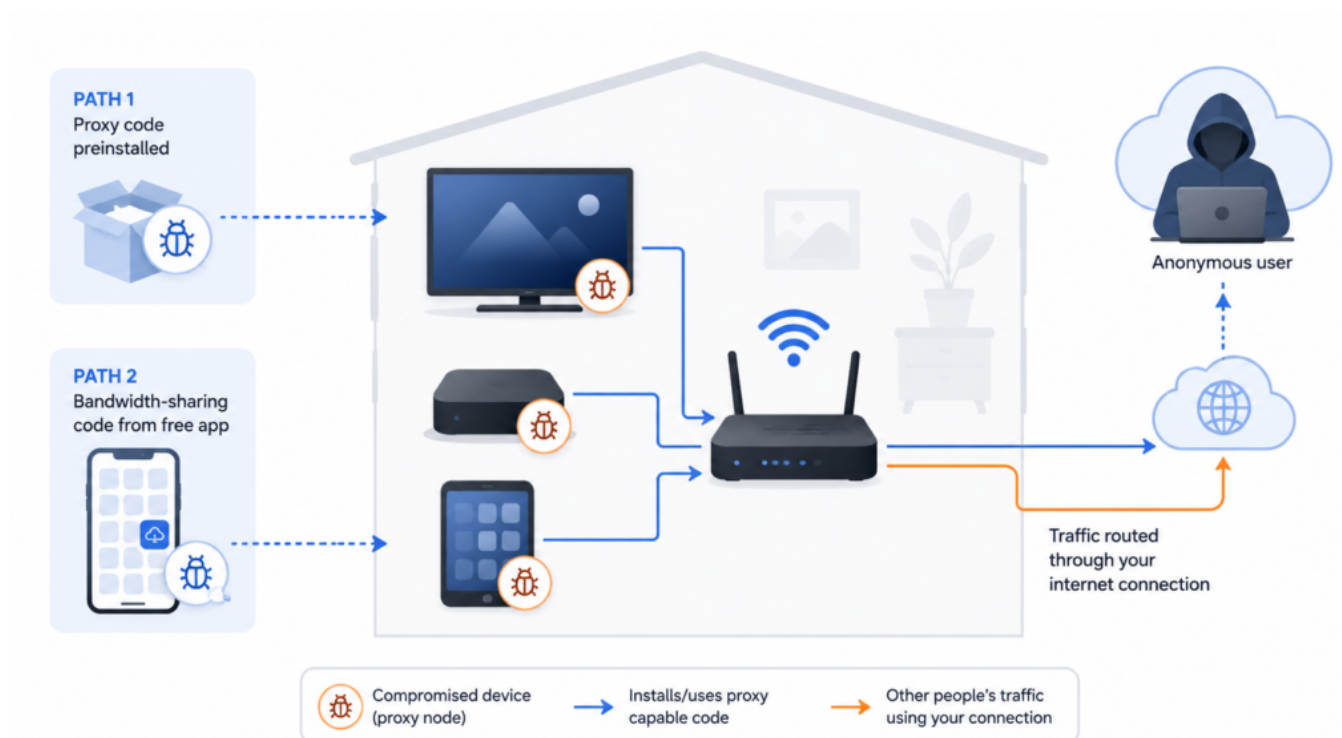 PATH 1
Proxy code
preinstalled
PATH 2
Bandwidth-sharing
code from free app
Anonymous user
Traffic routed
through your
internet connection
Compromised device
(proxy node)
Installs/uses proxy
capable code
Other people's traffic
using your connection